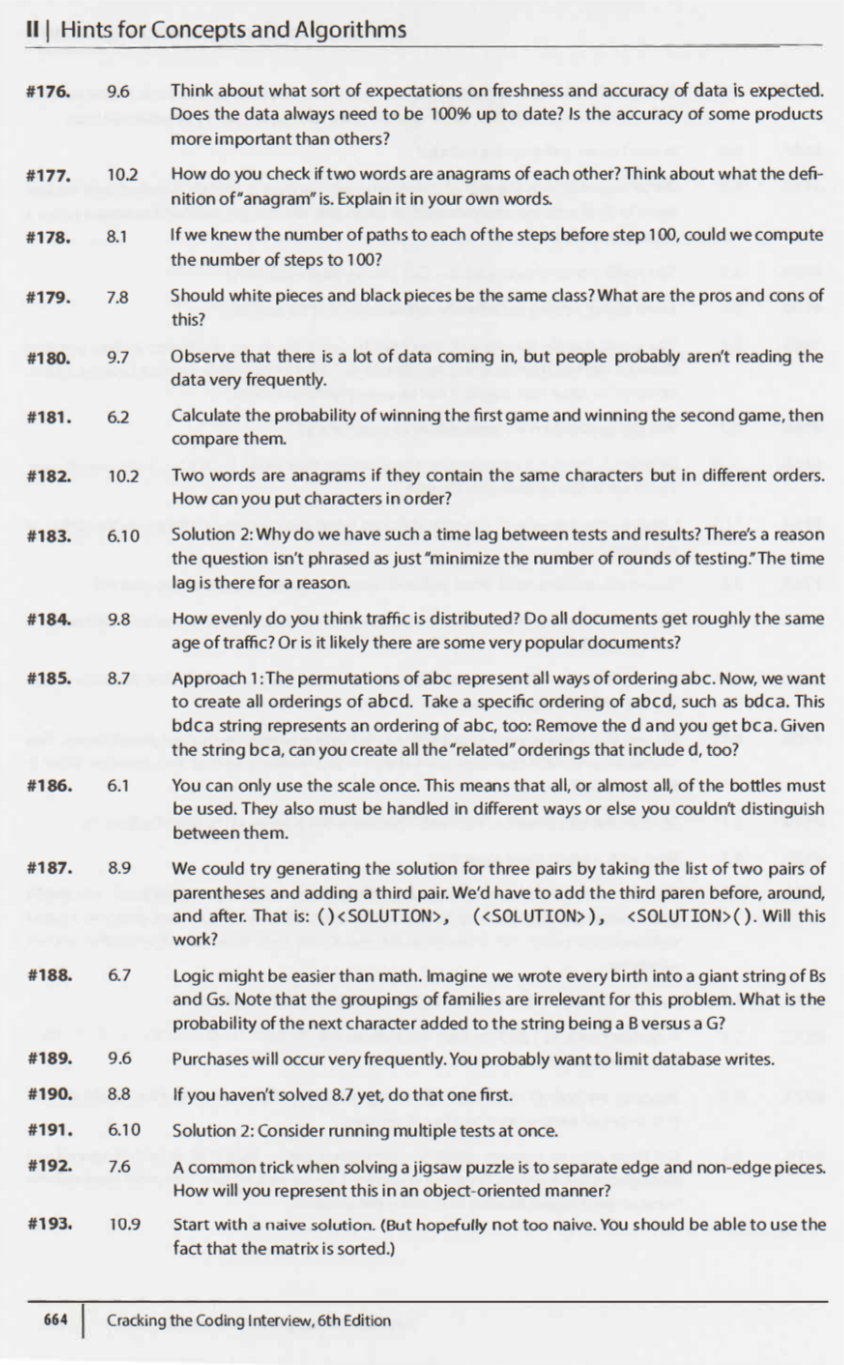 II | Hints for Concepts and Algorithms
#176. 9.6 Think about what sort of expectations on freshness and accuracy of data is expected.
Does the data always need to be 100% up to date? Is the accuracy of some products
more important than others?
#177. 10.2 How do you check if two words are anagrams of each other? Think about what the defi-
nition of "anagram" is. Explain it in your own words.
#178. 8.1 If we knew the number of paths to each of the steps before step 100, could we compute
the number of steps to 100?
#179. 7.8 Should white pieces and black pieces be the same class? What are the pros and cons of
this?
#180. 9.7 Observe that there is a lot of data coming in, but people probably aren't reading the
data very frequently.
#181. 6.2 Calculate the probability of winning the first game and winning the second game, then
compare them.
#182. 10.2 Two words are anagrams if they contain the same characters but in different orders.
How can you put characters in order?
#183. 6.10 Solution 2: Why do we have such a time lag between tests and results? There's a reason
the question isn't phrased as just "minimize the number of rounds of testing." The time
lag is there for a reason.
#184. 9.8 How evenly do you think traffic is distributed? Do all documents get roughly the same
age of traffic? Or is it likely there are some very popular documents?
#185. 8.7 Approach 1: The permutations of abc represent all ways of ordering abc. Now, we want
to create all orderings of abcd. Take a specific ordering of abcd, such as bdca. This
bdca string represents an ordering of abc, too: Remove the d and you get bca. Given
the string bca, can you create all the "related" orderings that include d, too?
#186. 6.1 You can only use the scale once. This means that all, or almost all, of the bottles must
be used. They also must be handled in different ways or else you couldn't distinguish
between them.
#187. 8.9 We could try generating the solution for three pairs by taking the list of two pairs of
parentheses and adding a third pair. We'd have to add the third paren before, around,
and after. That is: ()<SOLUTION>, (<SOLUTION>), <SOLUTION>(). Will this
work?
#188. 6.7 Logic might be easier than math. Imagine we wrote every birth into a giant string of Bs
and Gs. Note that the groupings of families are irrelevant for this problem. What is the
probability of the next character added to the string being a B versus a G?
#189. 9.6 Purchases will occur very frequently. You probably want to limit database writes.
#190. 8.8 If you haven't solved 8.7 yet, do that one first.
#191. 6.10 Solution 2: Consider running multiple tests at once.
#192. 7.6 A common trick when solving a jigsaw puzzle is to separate edge and non-edge pieces.
How will you represent this in an object-oriented manner?
#193. 10.9 Start with a naive solution. (But hopefully not too naive. You should be able to use the
fact that the matrix is sorted.)
664 | Cracking the Coding Interview, 6th Edition